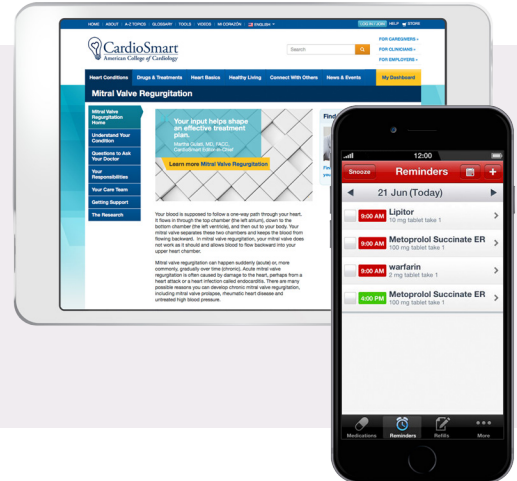 HOME ABOUT A-Z TOPICS GLOSSARY TOOLS VIDEOS MI CORAZÓN ENGLISH
LOG IN / JOIN HELP STORE
CardioSmart
American College of Cardiology
Search
FOR CAREGIVERS
FOR CLINICIANS
FOR EMPLOYERS
Heart Conditions Drugs & Treatments Heart Basics Healthy Living Connect With Others News & Events My Dashboard
Mitral Valve Regurgitation
Mitral Valve
Regurgitation
Home
Understand Your
Condition
Questions to Ask
Your Doctor
Your
Responsibilities
Your Care Team
Getting Support
The Research
Your input helps shape
an effective treatment
plan.
Martha Gulati, MD, FACC,
CardioSmart Editor-in-Chief
Learn more Mitral Valve Regurgitation
Find
Your blood is supposed to follow a one-way path through your heart.
It flows in through the top chamber (the left atrium), down to the
bottom chamber (the left ventricle), and then out to your body. Your
mitral valve separates these two chambers and keeps the blood from
flowing backward. In mitral valve regurgitation, your mitral valve does
not work as it should and allows blood to flow backward into your
upper heart chamber.
Mitral valve regurgitation can happen suddenly (acute) or, more
commonly, gradually over time (chronic). Acute mitral valve
regurgitation is often caused by damage to the heart, perhaps from a
heart attack or a heart infection called endocarditis. There are many
possible reasons you can develop chronic mitral valve regurgitation,
including mitral valve prolapse, rheumatic heart disease and
untreated high blood pressure.
12:00
Snooze Reminders +
21 Jun (Today)
9:00 AM Lipitor
10 mg tablet take 1
9:00 AM Metoprolol Succinate ER
100 mg tablet take 1
9:00 AM warfarin
2 mg tablet take 1
4:00 PM Metoprolol Succinate ER
100 mg tablet take 1
Medications Reminders Refills More